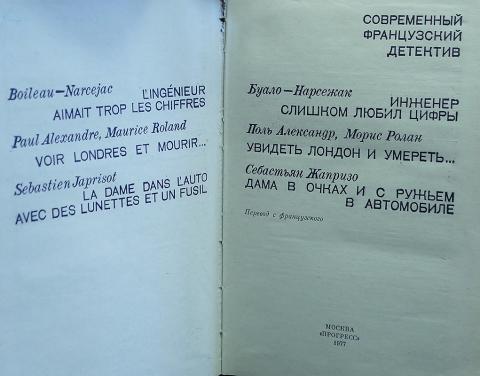 Boileau—Narcejac
L'INGÉNIEUR
AIMAIT TROP LES CHIFFRES
Paul Alexandre, Maurice Roland
VOIR LONDRES ET MOURIR...
Sebastien Japrisot
LA DAME DANS L'AUTO
AVEC DES LUNETTES ET UN FUSIL
СОВРЕМЕННЫЙ
ФРАНЦУЗСКИЙ
ДЕТЕКТИВ
Буало—Нарсежак
ИНЖЕНЕР
СЛИШКОМ ЛЮБИЛ ЦИФРЫ
Поль Александр, Морис Ролан
УВИДЕТЬ ЛОНДОН И УМЕРЕТЬ...
Себастьян Жапризо
ДАМА В ОЧКАХ И С РУЖЬЕМ
В АВТОМОБИЛЕ
Перевод с французского
МОСКВА
«ПРОГРЕСС»
1977